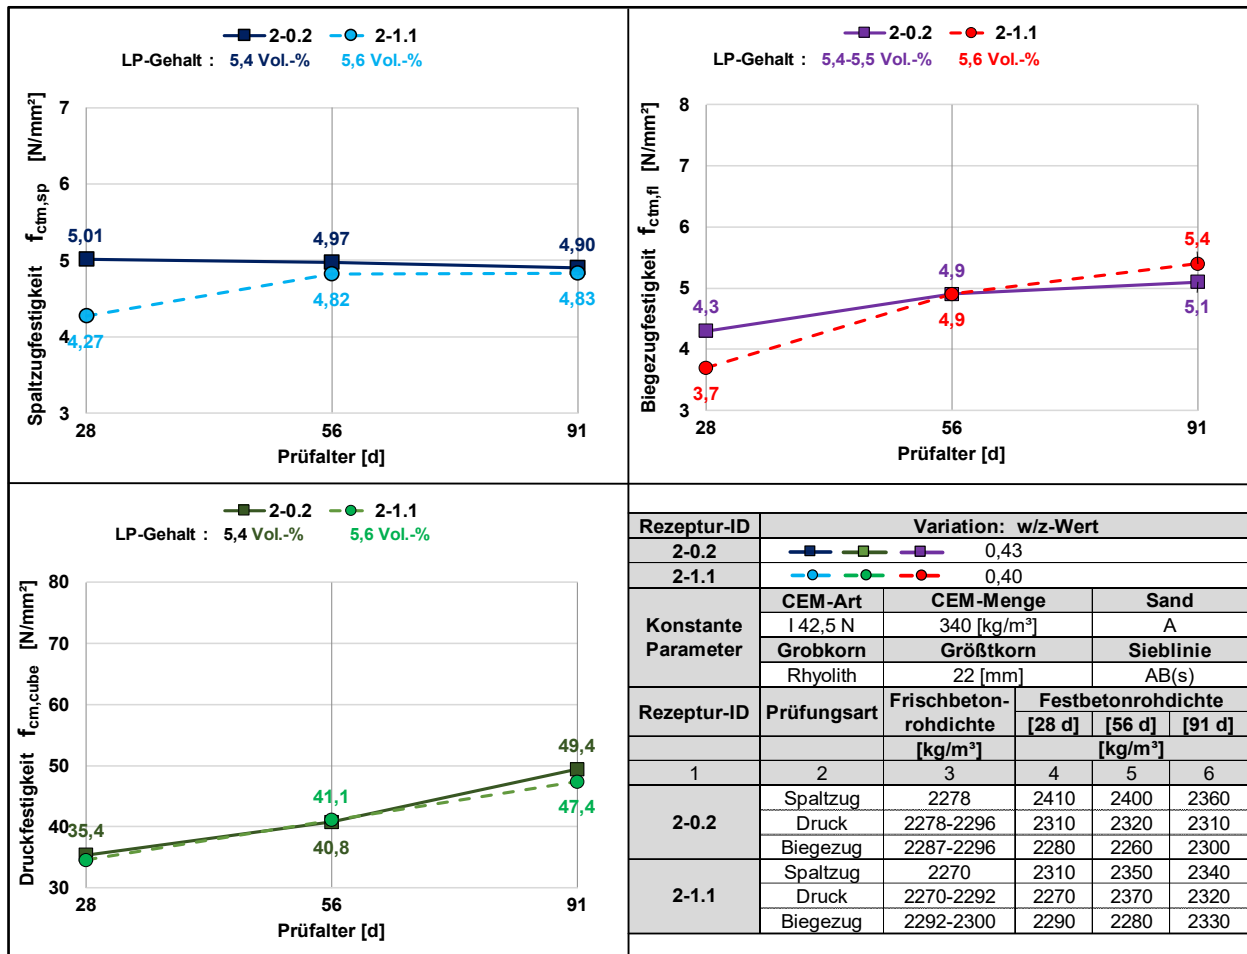 2-0.2 2-1.1
LP-Gehalt : 5,4 Vol.-% 5,6 Vol.-%
Spaltzugfestigkeit fctm,sp [N/mm²]
7
6
5
4
3
5,01
4,97
4,90
4,27
4,82
4,83
28 56 91
Prüfalter [d]
2-0.2 2-1.1
LP-Gehalt : 5,4-5,5 Vol.-% 5,6 Vol.-%
Biegezugfestigkeit fctm,fl [N/mm²]
8
7
6
5
4
3
4,3
4,9
5,4
3,7
4,9
5,1
28 56 91
Prüfalter [d]
2-0.2 2-1.1
LP-Gehalt : 5,4 Vol.-% 5,6 Vol.-%
Druckfestigkeit fcm,cube [N/mm²]
80
70
60
50
40
30
35,4
41,1
49,4
40,8
47,4
28 56 91
Prüfalter [d]
Rezeptur-ID Variation: w/z-Wert
2-0.2 0,43
2-1.1 0,40
Konstante Parameter CEM-Art CEM-Menge Sand
I 42,5 N 340 [kg/m³] A
Grobkorn Größtkorn Sieblinie
Rhyolith 22 [mm] AB(s)
Rezeptur-ID Prüfungsart Frischbeton-rohdichte Festbetonrohdichte
[28 d] [56 d] [91 d]
[kg/m³] [kg/m³]
1 2 3 4 5 6
2-0.2 Spaltzug 2278 2410 2400 2360
Druck 2278-2296 2310 2320 2310
Biegezug 2287-2296 2280 2260 2300
2-1.1 Spaltzug 2270 2310 2350 2340
Druck 2270-2292 2270 2370 2320
Biegezug 2292-2300 2290 2280 2330